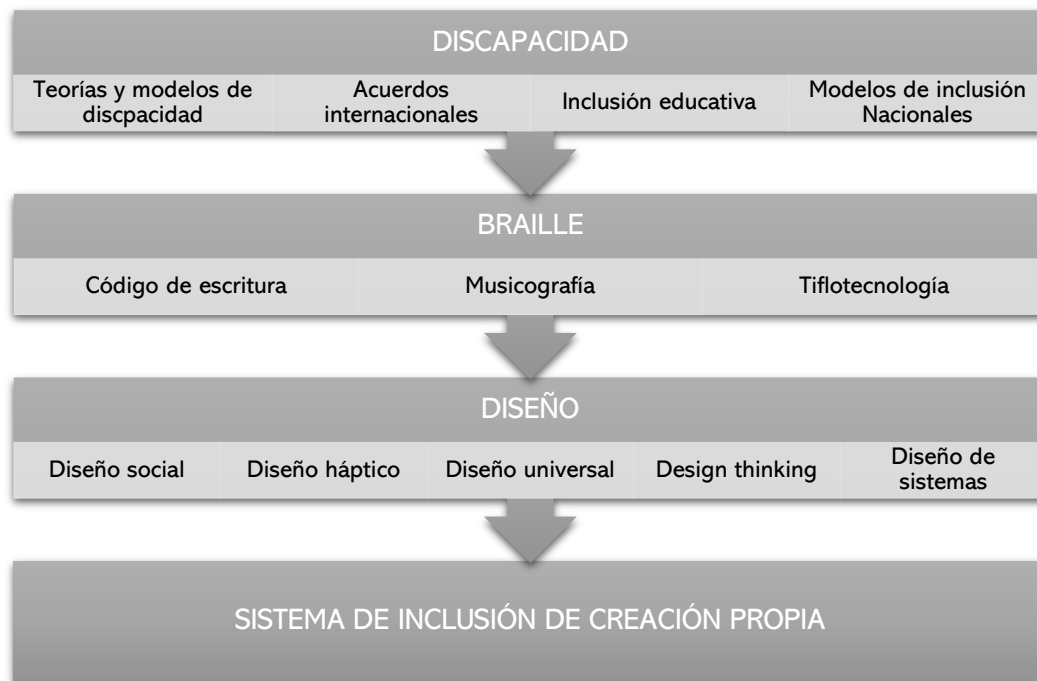 DISCAPACIDAD
Teorías y modelos de
discpacidad
Acuerdos
internacionales
Inclusión educativa
Modelos de inclusión
Nacionales
BRAILLE
Código de escritura
Musicografía
Tiflotecnología
DISEÑO
Diseño social
Diseño háptico
Diseño universal
Design thinking
Diseño de
sistemas
SISTEMA DE INCLUSIÓN DE CREACIÓN PROPIA